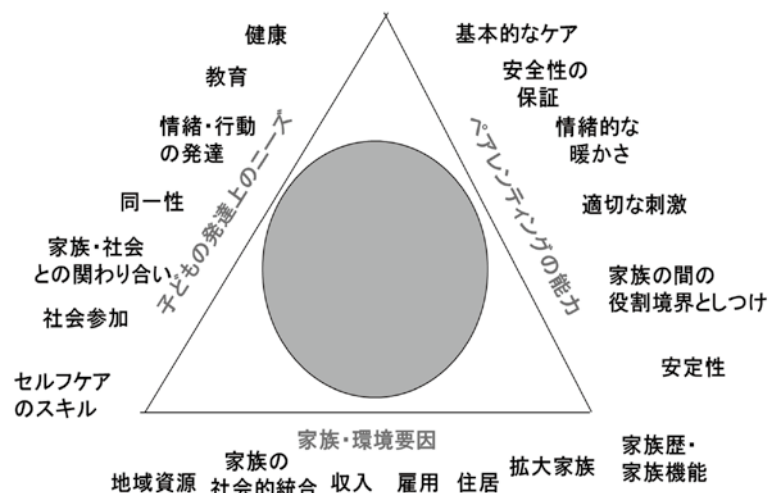 健康
教育
情緒・行動
の発達
同一性
家族・社会
との関わり合い
社会参加
セルフケア
のスキル
子どもの発達上のニーズ
基本的なケア
安全性の
保証
情緒的な
暖かさ
適切な刺激
家族の間の
役割境界としつけ
安定性
ペアレンティングの能力
家族・環境要因
地域資源
家族の
社会的統合
収入
雇用
住居
拡大家族
家族歴・
家族機能